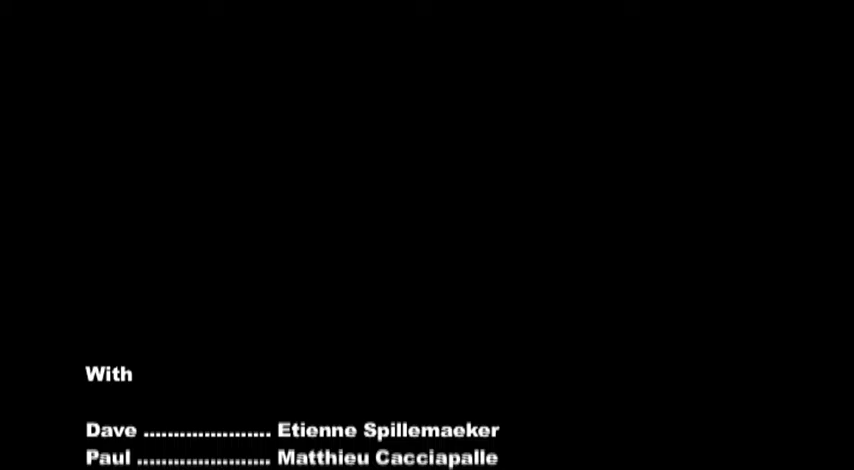 With
Dave ..................... Etienne Spillemaeker
Paul ...................... Matthieu Cacciapalle